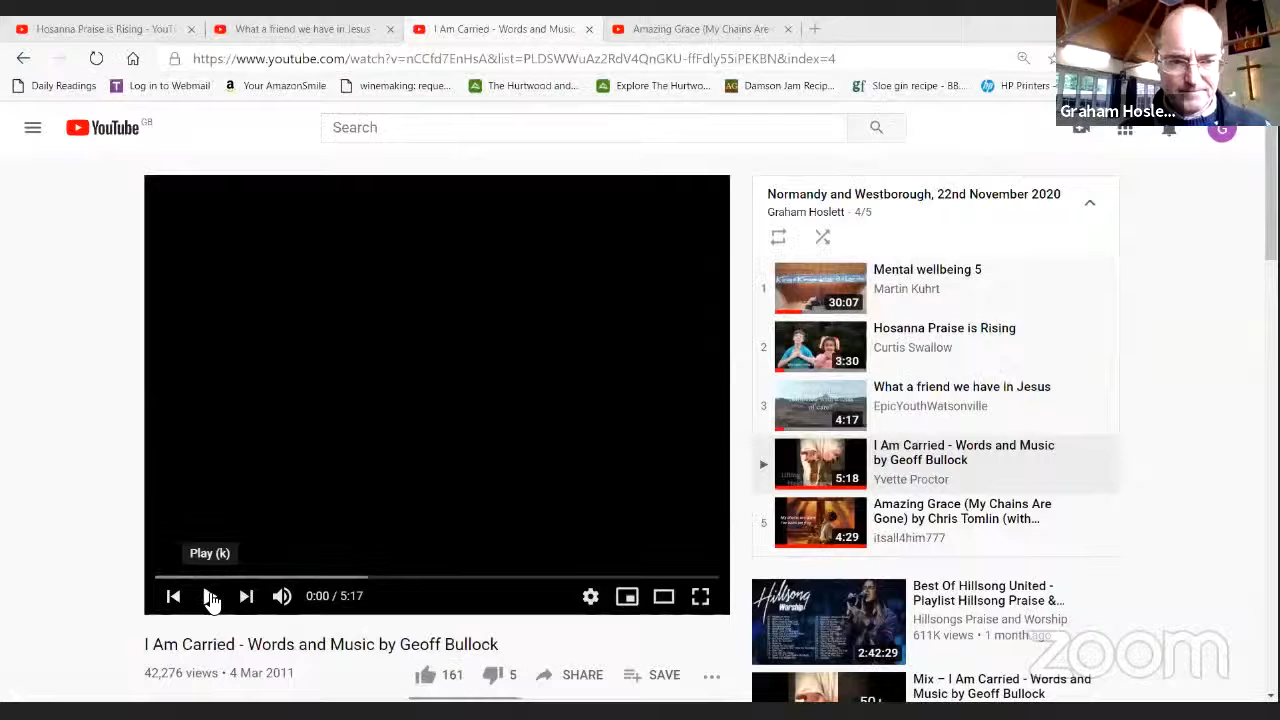 Hosanna Praise is Rising - YouT
What a friend we have in Jesus
I Am Carried - Words and Music
Amazing Grace (My Chains Are
https://www.youtube.com/watch?v=nCCfd7EnHsA&list=PLDSWWuAz2RdV4QnGKU-ffFdly55iPEKBN&index=4
Daily Readings
Log in to Webmail
Your AmazonSmile
reque...
The Hurtwood and...
Explore The Hurtwo...
Damson Jam Recip...
Sloe gin recipe - BB...
HP Printers
Graham Hosle...
YouTube GB
Search
G
Normandy and Westborough, 22nd November 2020
Graham Hoslett · 4/5
1
30:07
Mental wellbeing 5
Martin Kuhrt
2
3:30
Hosanna Praise is Rising
Curtis Swallow
3
4:17
What a friend we have in Jesus
EpicYouthWatsonville
5:18
I Am Carried - Words and Music
by Geoff Bullock
Yvette Proctor
5
4:29
Amazing Grace (My Chains Are
Gone) by Chris Tomlin (with...
itsall4him777
Play (k)
0:00 / 5:17
Am Carried - Words and Music by Geoff Bullock
42,276 views • 4 Mar 2011
161
5
SHARE
SAVE
Hillsong
WORSHIP
2:42:29
Best Of Hillsong United -
Playlist Hillsong Praise &...
Hillsongs Praise and Worship
611K views • 1 month ago
50+
Mix – I Am Carried - Words and
Music by Geoff Bullock
zoom